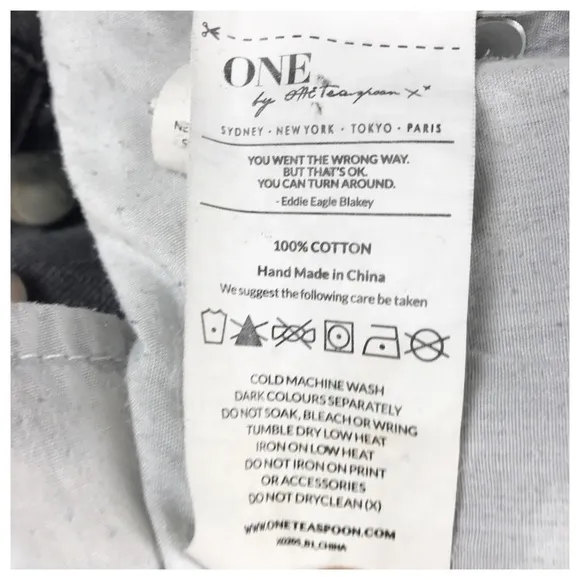 ONE
by One Teaspoon x*
SYDNEY - NEW YORK - TOKYO - PARIS
YOU WENT THE WRONG WAY.
BUT THAT'S OK.
YOU CAN TURN AROUND.
- Eddie Eagle Blakey
100% COTTON
Hand Made in China
We suggest the following care be taken
COLD MACHINE WASH
DARK COLOURS SEPARATELY
DO NOT SOAK, BLEACH OR WRING
TUMBLE DRY LOW HEAT
IRON ON LOW HEAT
DO NOT IRON ON PRINT
OR ACCESSORIES
DO NOT DRYCLEAN (X)
WWW.ONETEASPOON.COM